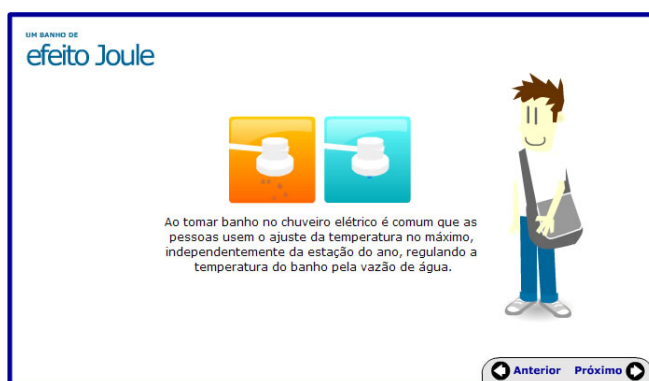 UM BANHO DE
efeito Joule
Ao tomar banho no chuveiro elétrico é comum que as
pessoas usem o ajuste da temperatura no máximo,
independentemente da estação do ano, regulando a
temperatura do banho pela vazão de água.
Anterior Próximo